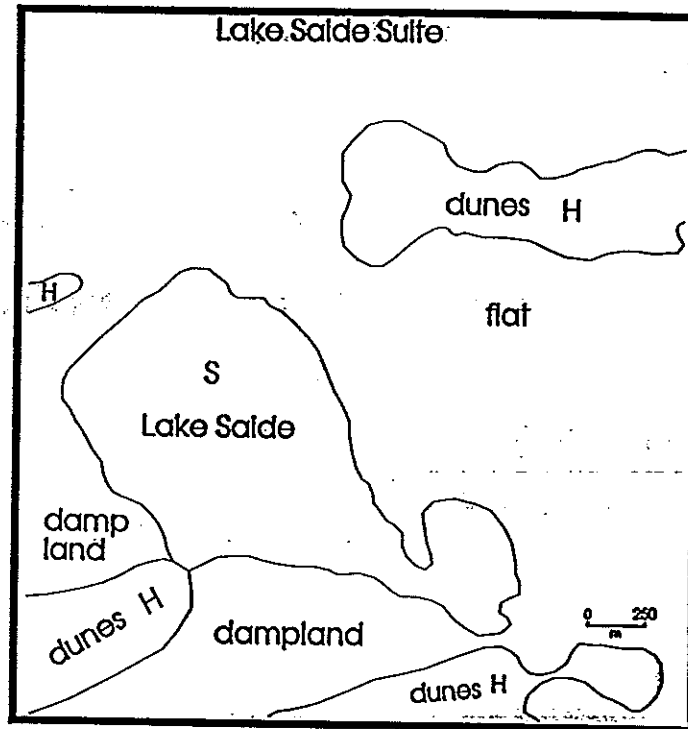 Lake Saide Suite
dunes H
H
flat
S
Lake Saide
damp
land
dunes H
dampland
0 250
m
dunes H